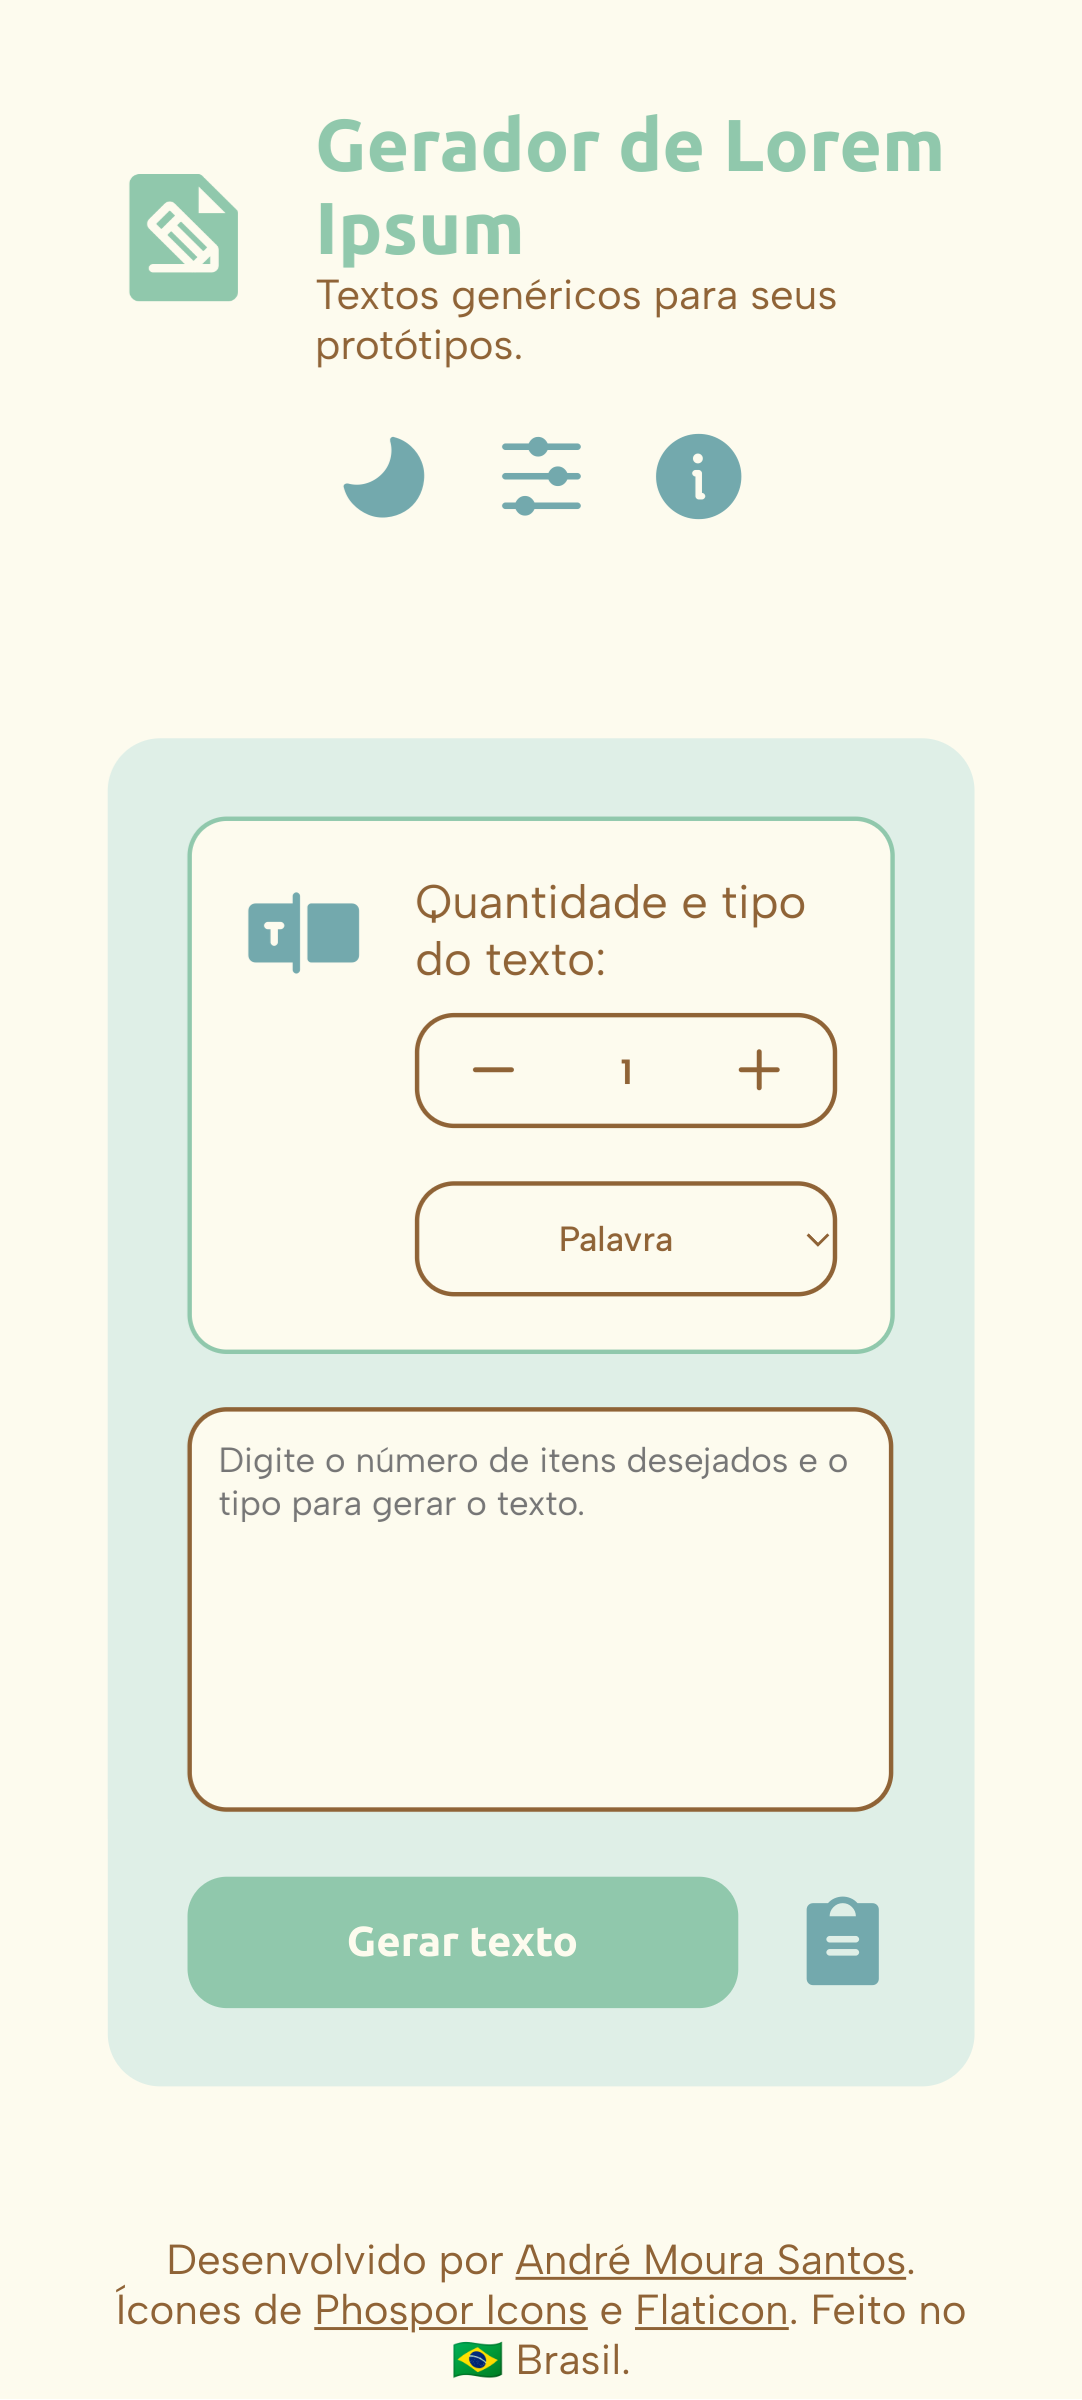 Gerador de Lorem
Ipsum
Textos genéricos para seus
protótipos.
Quantidade e tipo
do texto:
1
Palavra
Digite o número de itens desejados e o
tipo para gerar o texto.
Gerar texto
Desenvolvido por André Moura Santos.
Ícones de Phospor Icons e Flaticon. Feito no
🇧🇷 Brasil.